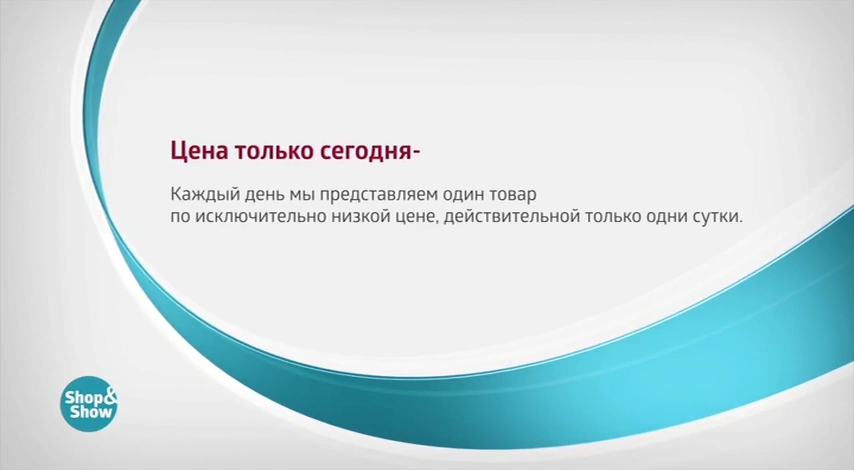 Цена только сегодня-
Каждый день мы представляем один товар
по исключительно низкой цене, действительной только одни сутки.
Shop&
Show